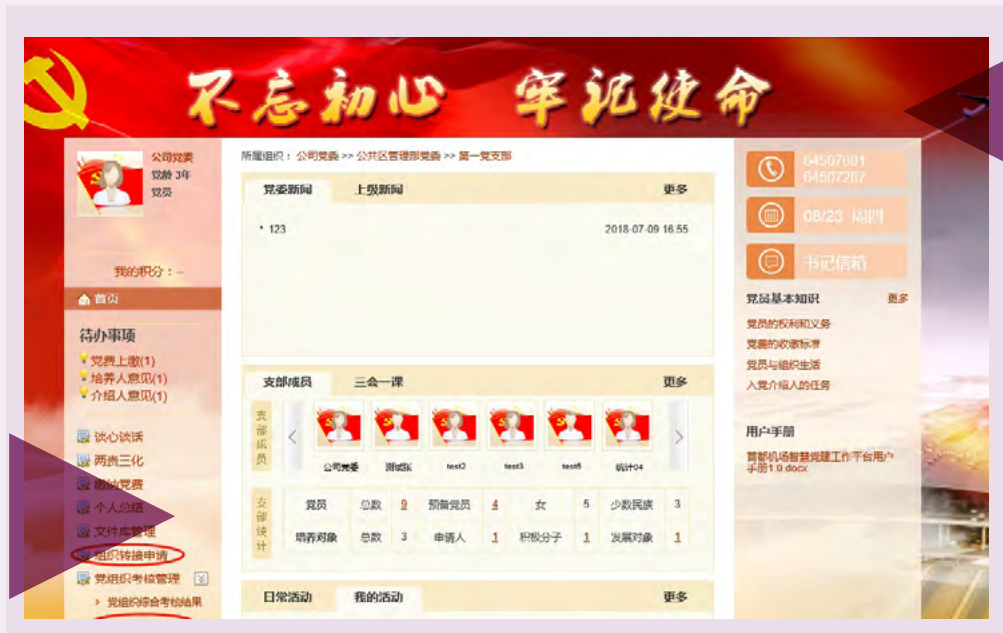 不忘初心 牢记使命
公司党委
党龄 3年
党员
我的积分：--
首页
待办事项
党费上缴(1)
培养人意见(1)
介绍人意见(1)
谈心谈话
两责三化
缴纳党费
个人总结
文件库管理
组织转接申请
党组织考核管理
党组织综合考核结果
所属组织： 公司党委 >> 公共区管理部党委 >> 第一党支部
党委新闻 上级新闻 更多
123 2018-07-09 16:55
支部成员 三会一课 更多
支部成员
公司党委 测试张 test2 test3 test5 统计04
支部统计
党员 总数 9 预备党员 4 女 5 少数民族 3
培养对象 总数 3 申请人 1 积极分子 1 发展对象 1
日常活动 我的活动 更多
64507601
64507267
08/23 周四
书记信箱
党员基本知识 更多
党员的权利和义务
党费的收缴标准
党员与组织生活
入党介绍人的任务
用户手册
首都机场智慧党建工作平台用户
手册1.0.docx